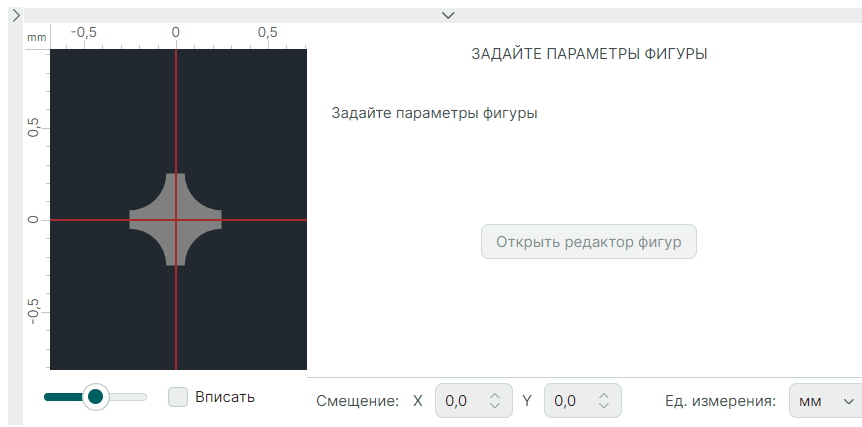 mm
-0,5
0
0,5
ЗАДАЙТЕ ПАРАМЕТРЫ ФИГУРЫ
Задайте параметры фигуры
0,5
0
-0,5
Открыть редактор фигур
Вписать
Смещение: X 0,0 Y 0,0 Ед. измерения: мм